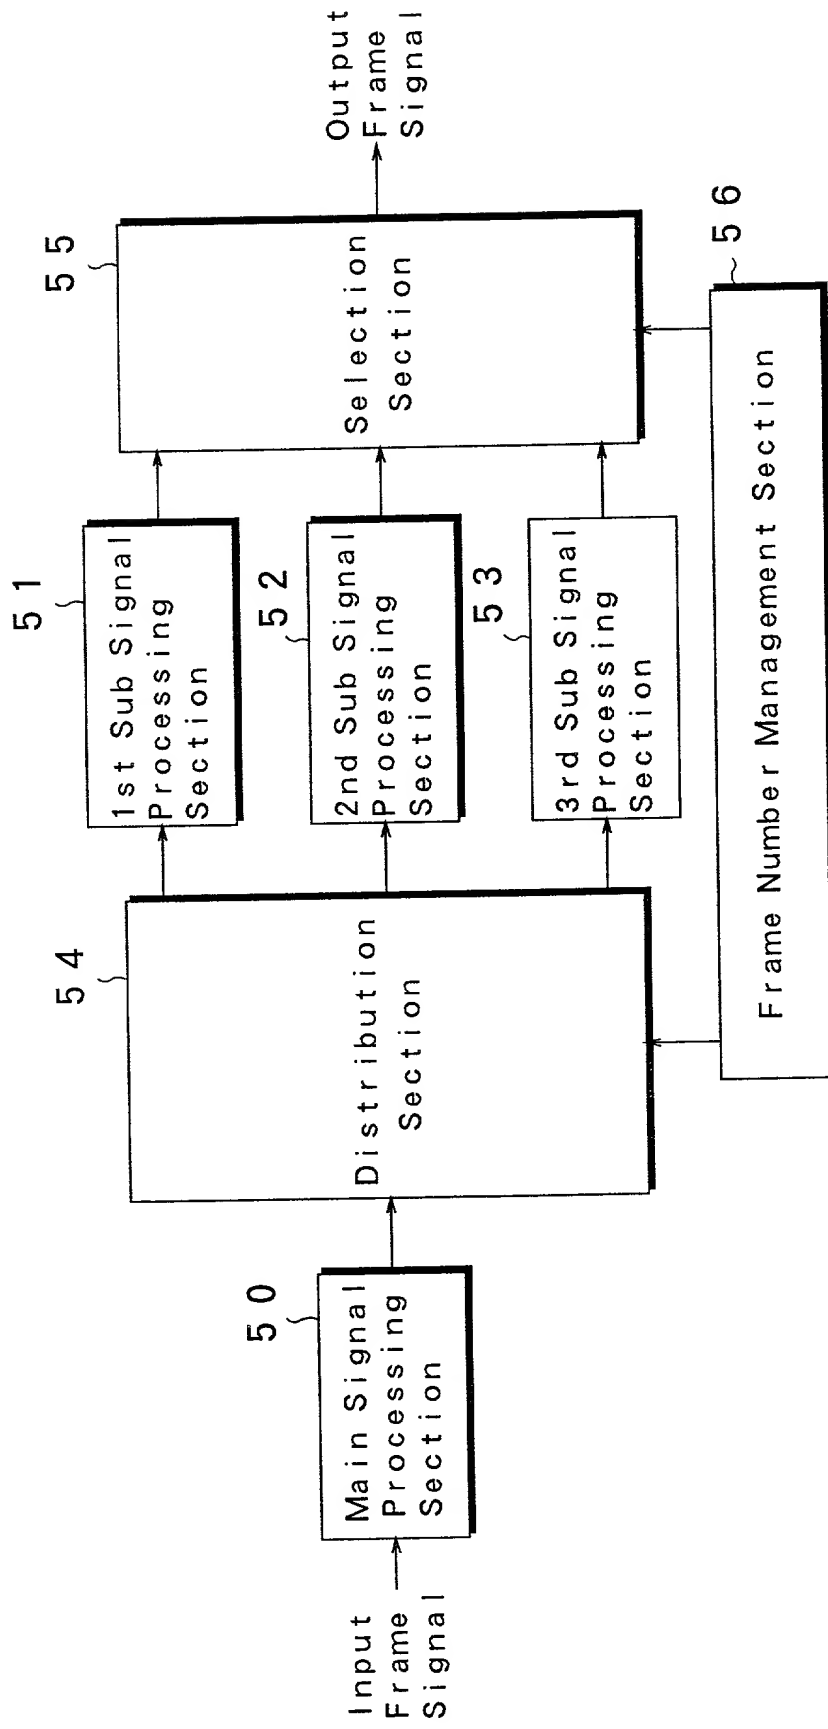 Input
Frame
Signal
50
Main Signal
Processing
Section
54
Distribution
Section
51
1st Sub Signal
Processing
Section
52
2nd Sub Signal
Processing
Section
53
3rd Sub Signal
Processing
Section
55
Selection
Section
Output
Frame
Signal
56
Frame Number Management Section